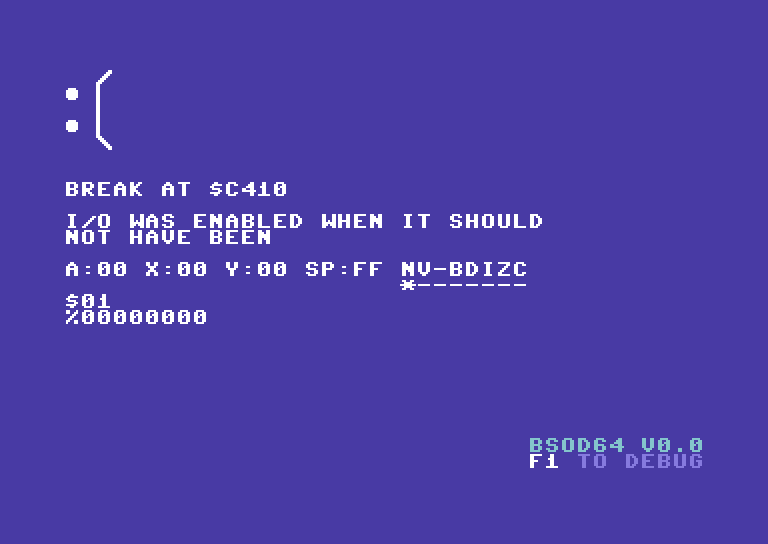 :(
BREAK AT $C410
I/O WAS ENABLED WHEN IT SHOULD
NOT HAVE BEEN
A:00 X:00 Y:00 SP:FF NV-BDIZC
*-------
$01
%00000000
BSOD64 V0.0
F1 TO DEBUG